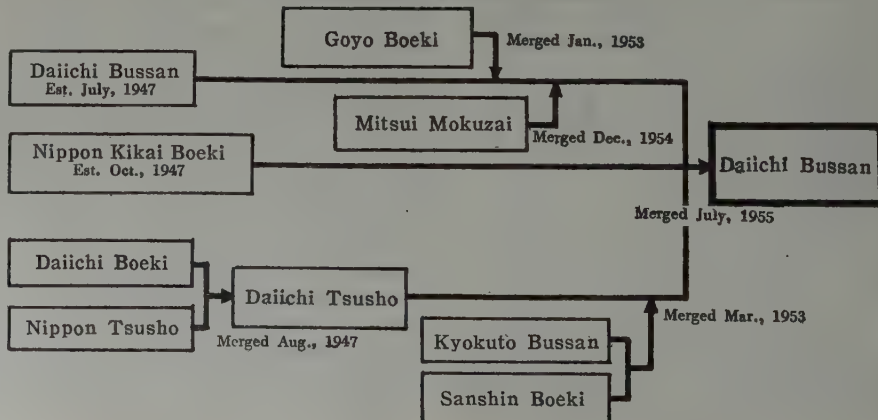 Goyo Boeki
Merged Jan., 1953
Daiichi Bussan
Est. July, 1947
Mitsui Mokuzai
Merged Dec., 1954
Nippon Kikai Boeki
Est. Oct., 1947
Daiichi Bussan
Merged July, 1955
Daiichi Boeki
Daiichi Tsusho
Nippon Tsusho
Merged Aug., 1947
Merged Mar., 1953
Kyokuto Bussan
Sanshin Boeki